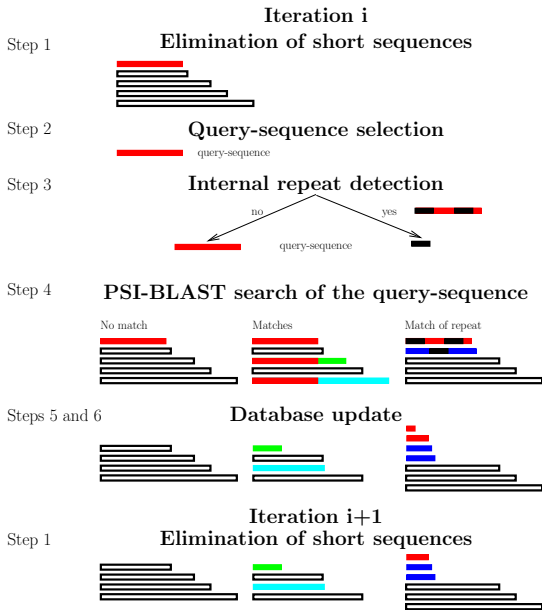 Iteration i
Step 1
Elimination of short sequences
Step 2
Query-sequence selection
query-sequence
Step 3
Internal repeat detection
no
yes
query-sequence
Step 4
PSI-BLAST search of the query-sequence
No match
Matches
Match of repeat
Steps 5 and 6
Database update
Iteration i+1
Step 1
Elimination of short sequences